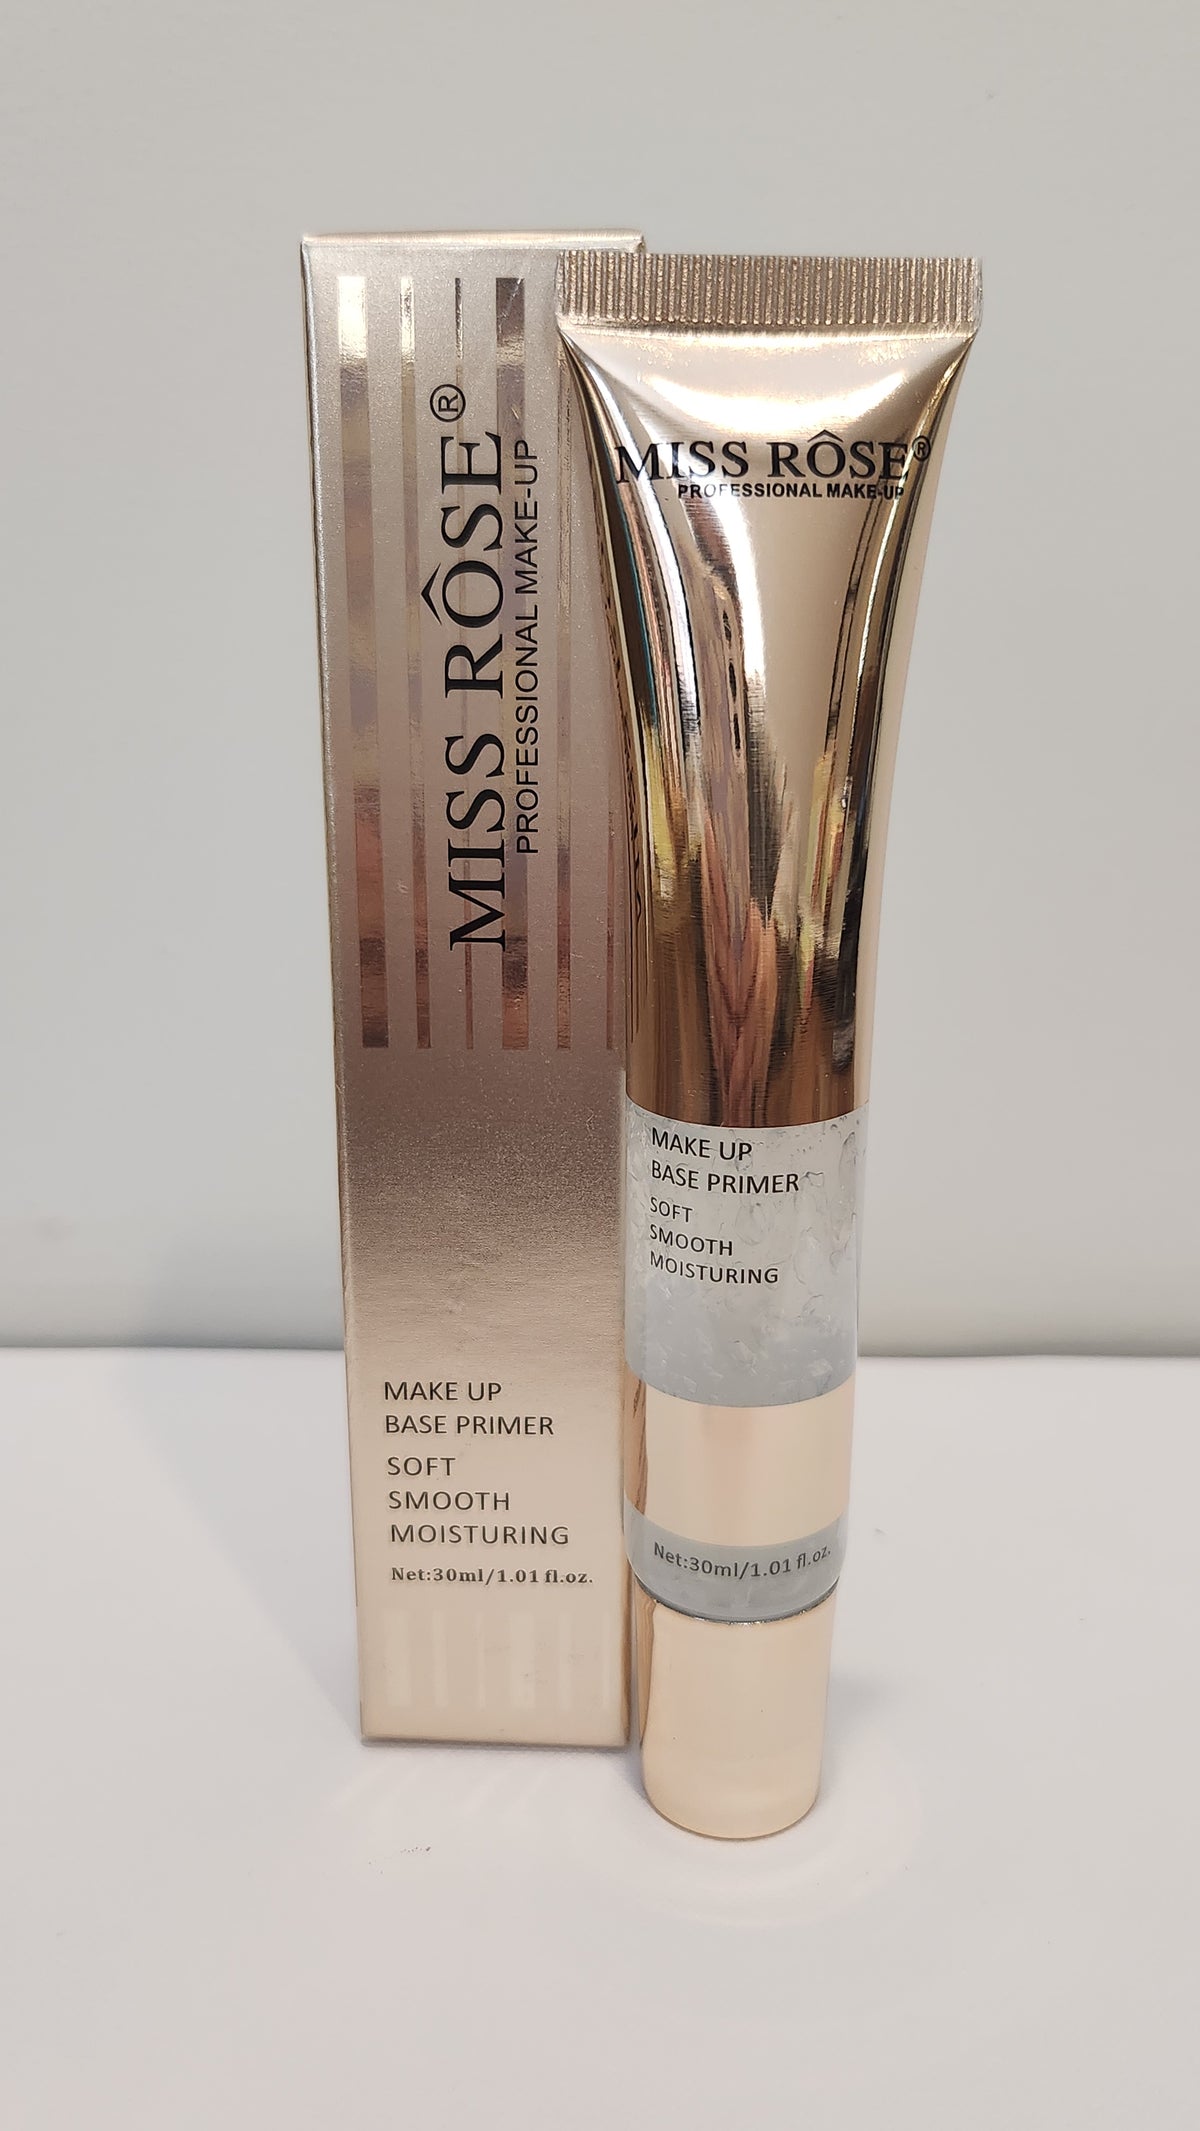 MISS RÔSE®
PROFESSIONAL MAKE-UP
MAKE UP
BASE PRIMER
SOFT
SMOOTH
MOISTURING
Net:30ml/1.01 fl.oz.
MISS RÔSE®
PROFESSIONAL MAKE-UP
MAKE UP
BASE PRIMER
SOFT
SMOOTH
MOISTURING
Net:30ml/1.01 fl.oz.